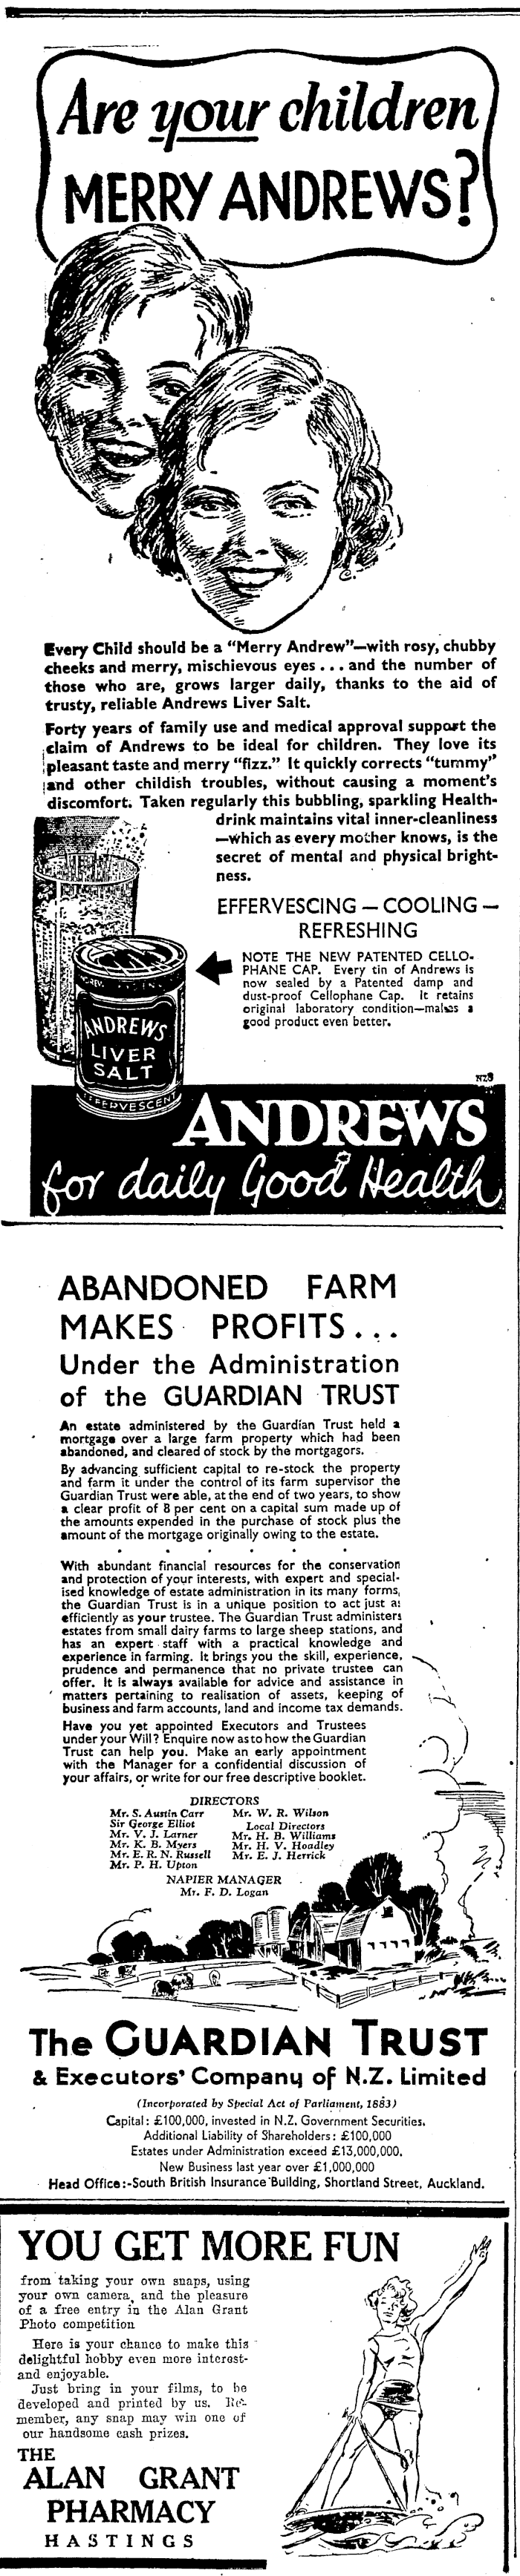 Are your children
MERRY ANDREWS?
Every Child should be a "Merry Andrew"—with rosy, chubby
cheeks and merry, mischievous eyes ... and the number of
those who are, grows larger daily, thanks to the aid of
trusty, reliable Andrews Liver Salt.
Forty years of family use and medical approval support the
claim of Andrews to be ideal for children. They love its
pleasant taste and merry "fizz." It quickly corrects "tummy"
and other childish troubles, without causing a moment's
discomfort. Taken regularly this bubbling, sparkling Health-
drink maintains vital inner-cleanliness
—which as every mother knows, is the
secret of mental and physical bright-
ness.
EFFERVESCING — COOLING —
REFRESHING
NOTE THE NEW PATENTED CELLO-
PHANE CAP. Every tin of Andrews is
now sealed by a Patented damp and
dust-proof Cellophane Cap. It retains
original laboratory condition—makes a
good product even better.
ANDREWS
LIVER
SALT
EFFERVESCENT
NZ8
ANDREWS
for daily Good Health
ABANDONED FARM
MAKES PROFITS...
Under the Administration
of the GUARDIAN TRUST
An estate administered by the Guardian Trust held a
mortgage over a large farm property which had been
abandoned, and cleared of stock by the mortgagors.
By advancing sufficient capital to re-stock the property
and farm it under the control of its farm supervisor the
Guardian Trust were able, at the end of two years, to show
a clear profit of 8 per cent on a capital sum made up of
the amounts expended in the purchase of stock plus the
amount of the mortgage originally owing to the estate.
With abundant financial resources for the conservation
and protection of your interests, with expert and special-
ised knowledge of estate administration in its many forms,
the Guardian Trust is in a unique position to act just as
efficiently as your trustee. The Guardian Trust administers
estates from small dairy farms to large sheep stations, and
has an expert staff with a practical knowledge and
experience in farming. It brings you the skill, experience,
prudence and permanence that no private trustee can
offer. It is always available for advice and assistance in
matters pertaining to realisation of assets, keeping of
business and farm accounts, land and income tax demands.
Have you yet appointed Executors and Trustees
under your Will? Enquire now as to how the Guardian
Trust can help you. Make an early appointment
with the Manager for a confidential discussion of
your affairs, or write for our free descriptive booklet.
DIRECTORS
Mr. S. Austin Carr
Sir George Elliot
Mr. V. J. Larner
Mr. K. B. Myers
Mr. E. R. N. Russell
Mr. P. H. Upton
Mr. W. R. Wilson
Local Directors
Mr. H. B. Williams
Mr. H. V. Hoadley
Mr. E. J. Herrick
NAPIER MANAGER
Mr. F. D. Logan
The GUARDIAN TRUST
& Executors' Company of N.Z. Limited
(Incorporated by Special Act of Parliament, 1883)
Capital: £100,000, invested in N.Z. Government Securities.
Additional Liability of Shareholders: £100,000
Estates under Administration exceed £13,000,000.
New Business last year over £1,000,000
Head Office:-South British Insurance Building, Shortland Street, Auckland.
YOU GET MORE FUN
from taking your own snaps, using
your own camera, and the pleasure
of a free entry in the Alan Grant
Photo competition
Here is your chance to make this
delightful hobby even more interest-
and enjoyable.
Just bring in your films, to be
developed and printed by us. Re-
member, any snap may win one of
our handsome cash prizes.
THE
ALAN GRANT
PHARMACY
HASTINGS